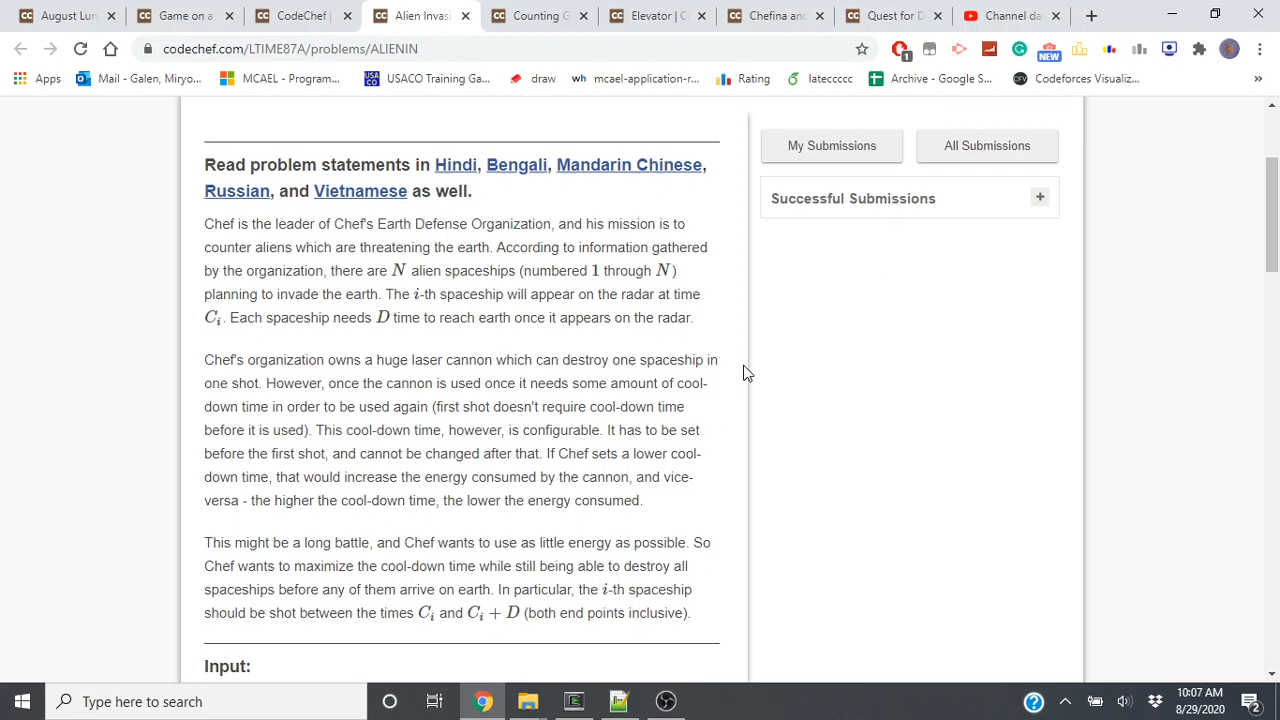 August Lun
Game on a
CodeChef |
Alien Invasi
Counting G
Elevator | C
Chefina and
Quest for D
Channel da
codechef.com/LTIME87A/problems/ALIENIN
1
NEW
Apps
Mail - Galen, Miryo...
MCAEL - Program...
USACO Training Ga...
draw
wh mcael-application-r...
Rating
lateccccc
Archive - Google S...
CFV Codeforces Visualiz...
»
Read problem statements in Hindi, Bengali, Mandarin Chinese,
Russian, and Vietnamese as well.
Chef is the leader of Chef's Earth Defense Organization, and his mission is to
counter aliens which are threatening the earth. According to information gathered
by the organization, there are N alien spaceships (numbered 1 through N)
planning to invade the earth. The i-th spaceship will appear on the radar at time
Ci. Each spaceship needs D time to reach earth once it appears on the radar.
Chef's organization owns a huge laser cannon which can destroy one spaceship in
one shot. However, once the cannon is used once it needs some amount of cool-
down time in order to be used again (first shot doesn't require cool-down time
before it is used). This cool-down time, however, is configurable. It has to be set
before the first shot, and cannot be changed after that. If Chef sets a lower cool-
down time, that would increase the energy consumed by the cannon, and vice-
versa - the higher the cool-down time, the lower the energy consumed.
This might be a long battle, and Chef wants to use as little energy as possible. So
Chef wants to maximize the cool-down time while still being able to destroy all
spaceships before any of them arrive on earth. In particular, the i-th spaceship
should be shot between the times Ci and Ci + D (both end points inclusive).
Input:
My Submissions
All Submissions
Successful Submissions
+
Type here to search
10:07 AM
8/29/2020
2